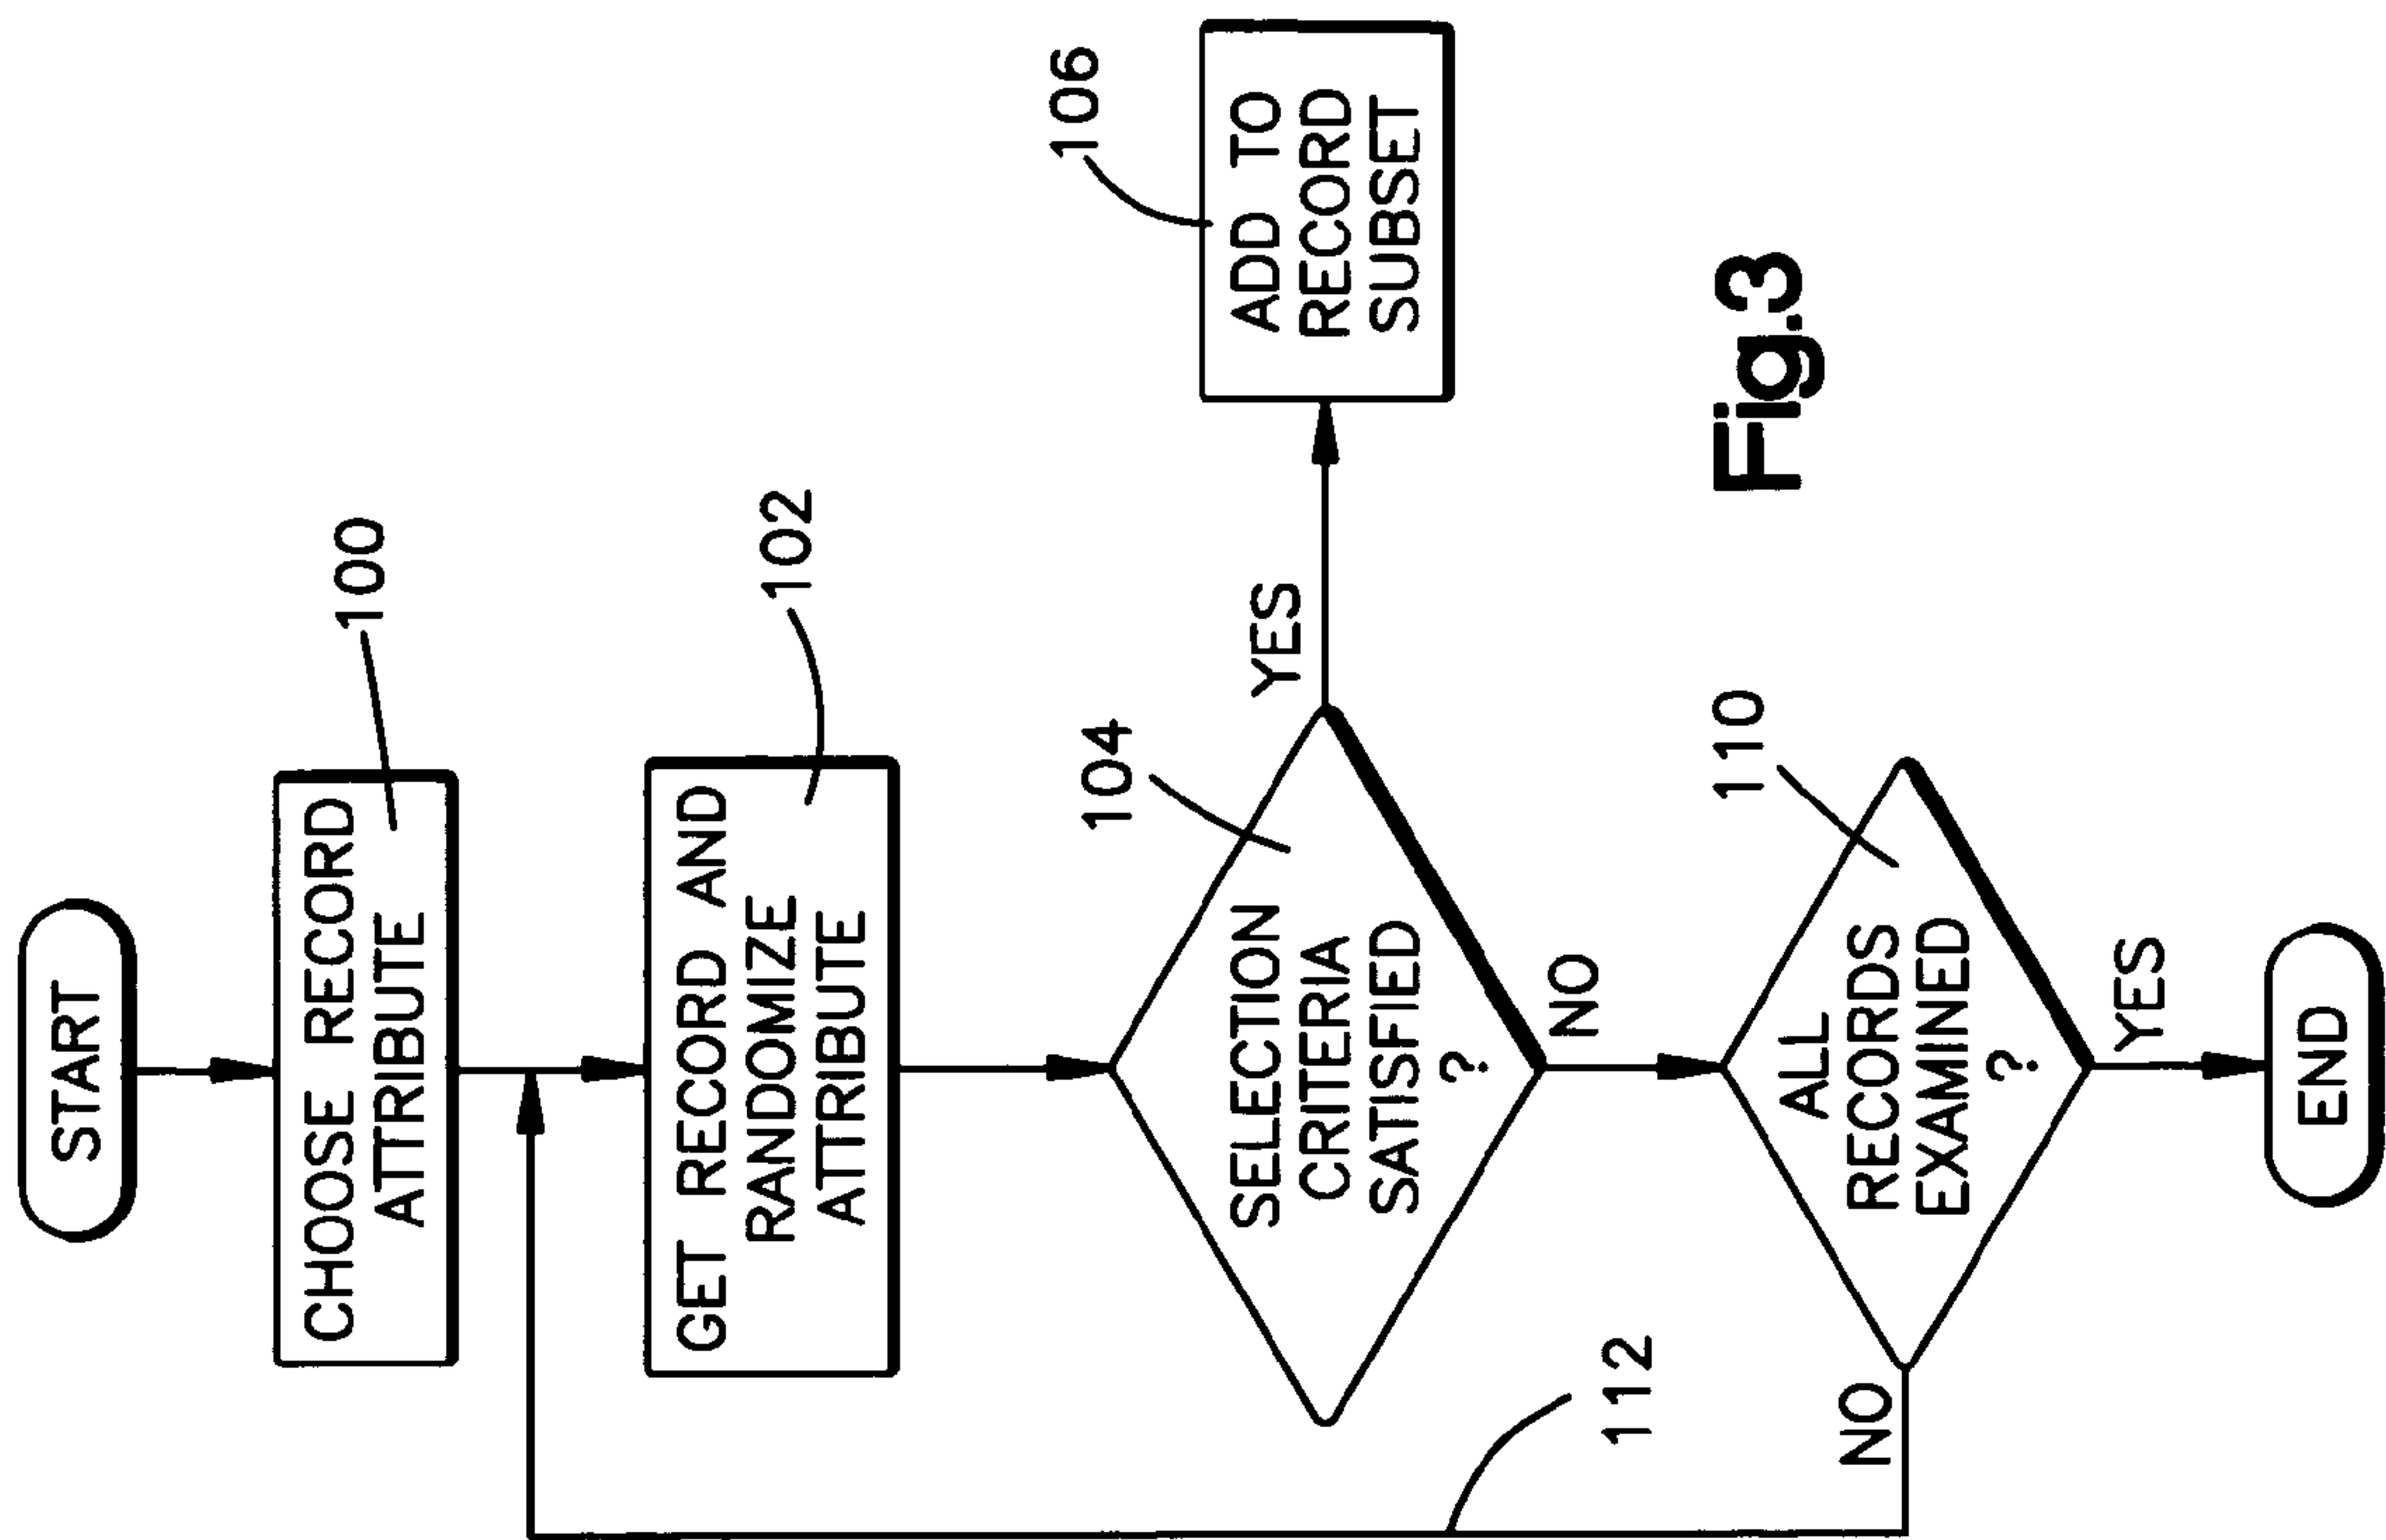 START
CHOOSE RECORD
ATTRIBUTE
100
GET RECORD AND
RANDOMIZE
ATTRIBUTE
102
SELECTION
CRITERIA
SATISFIED
?
104
YES
ADD TO
RECORD
SUBSET
106
NO
ALL
RECORDS
EXAMINED
?
110
NO
112
YES
END
Fig.3